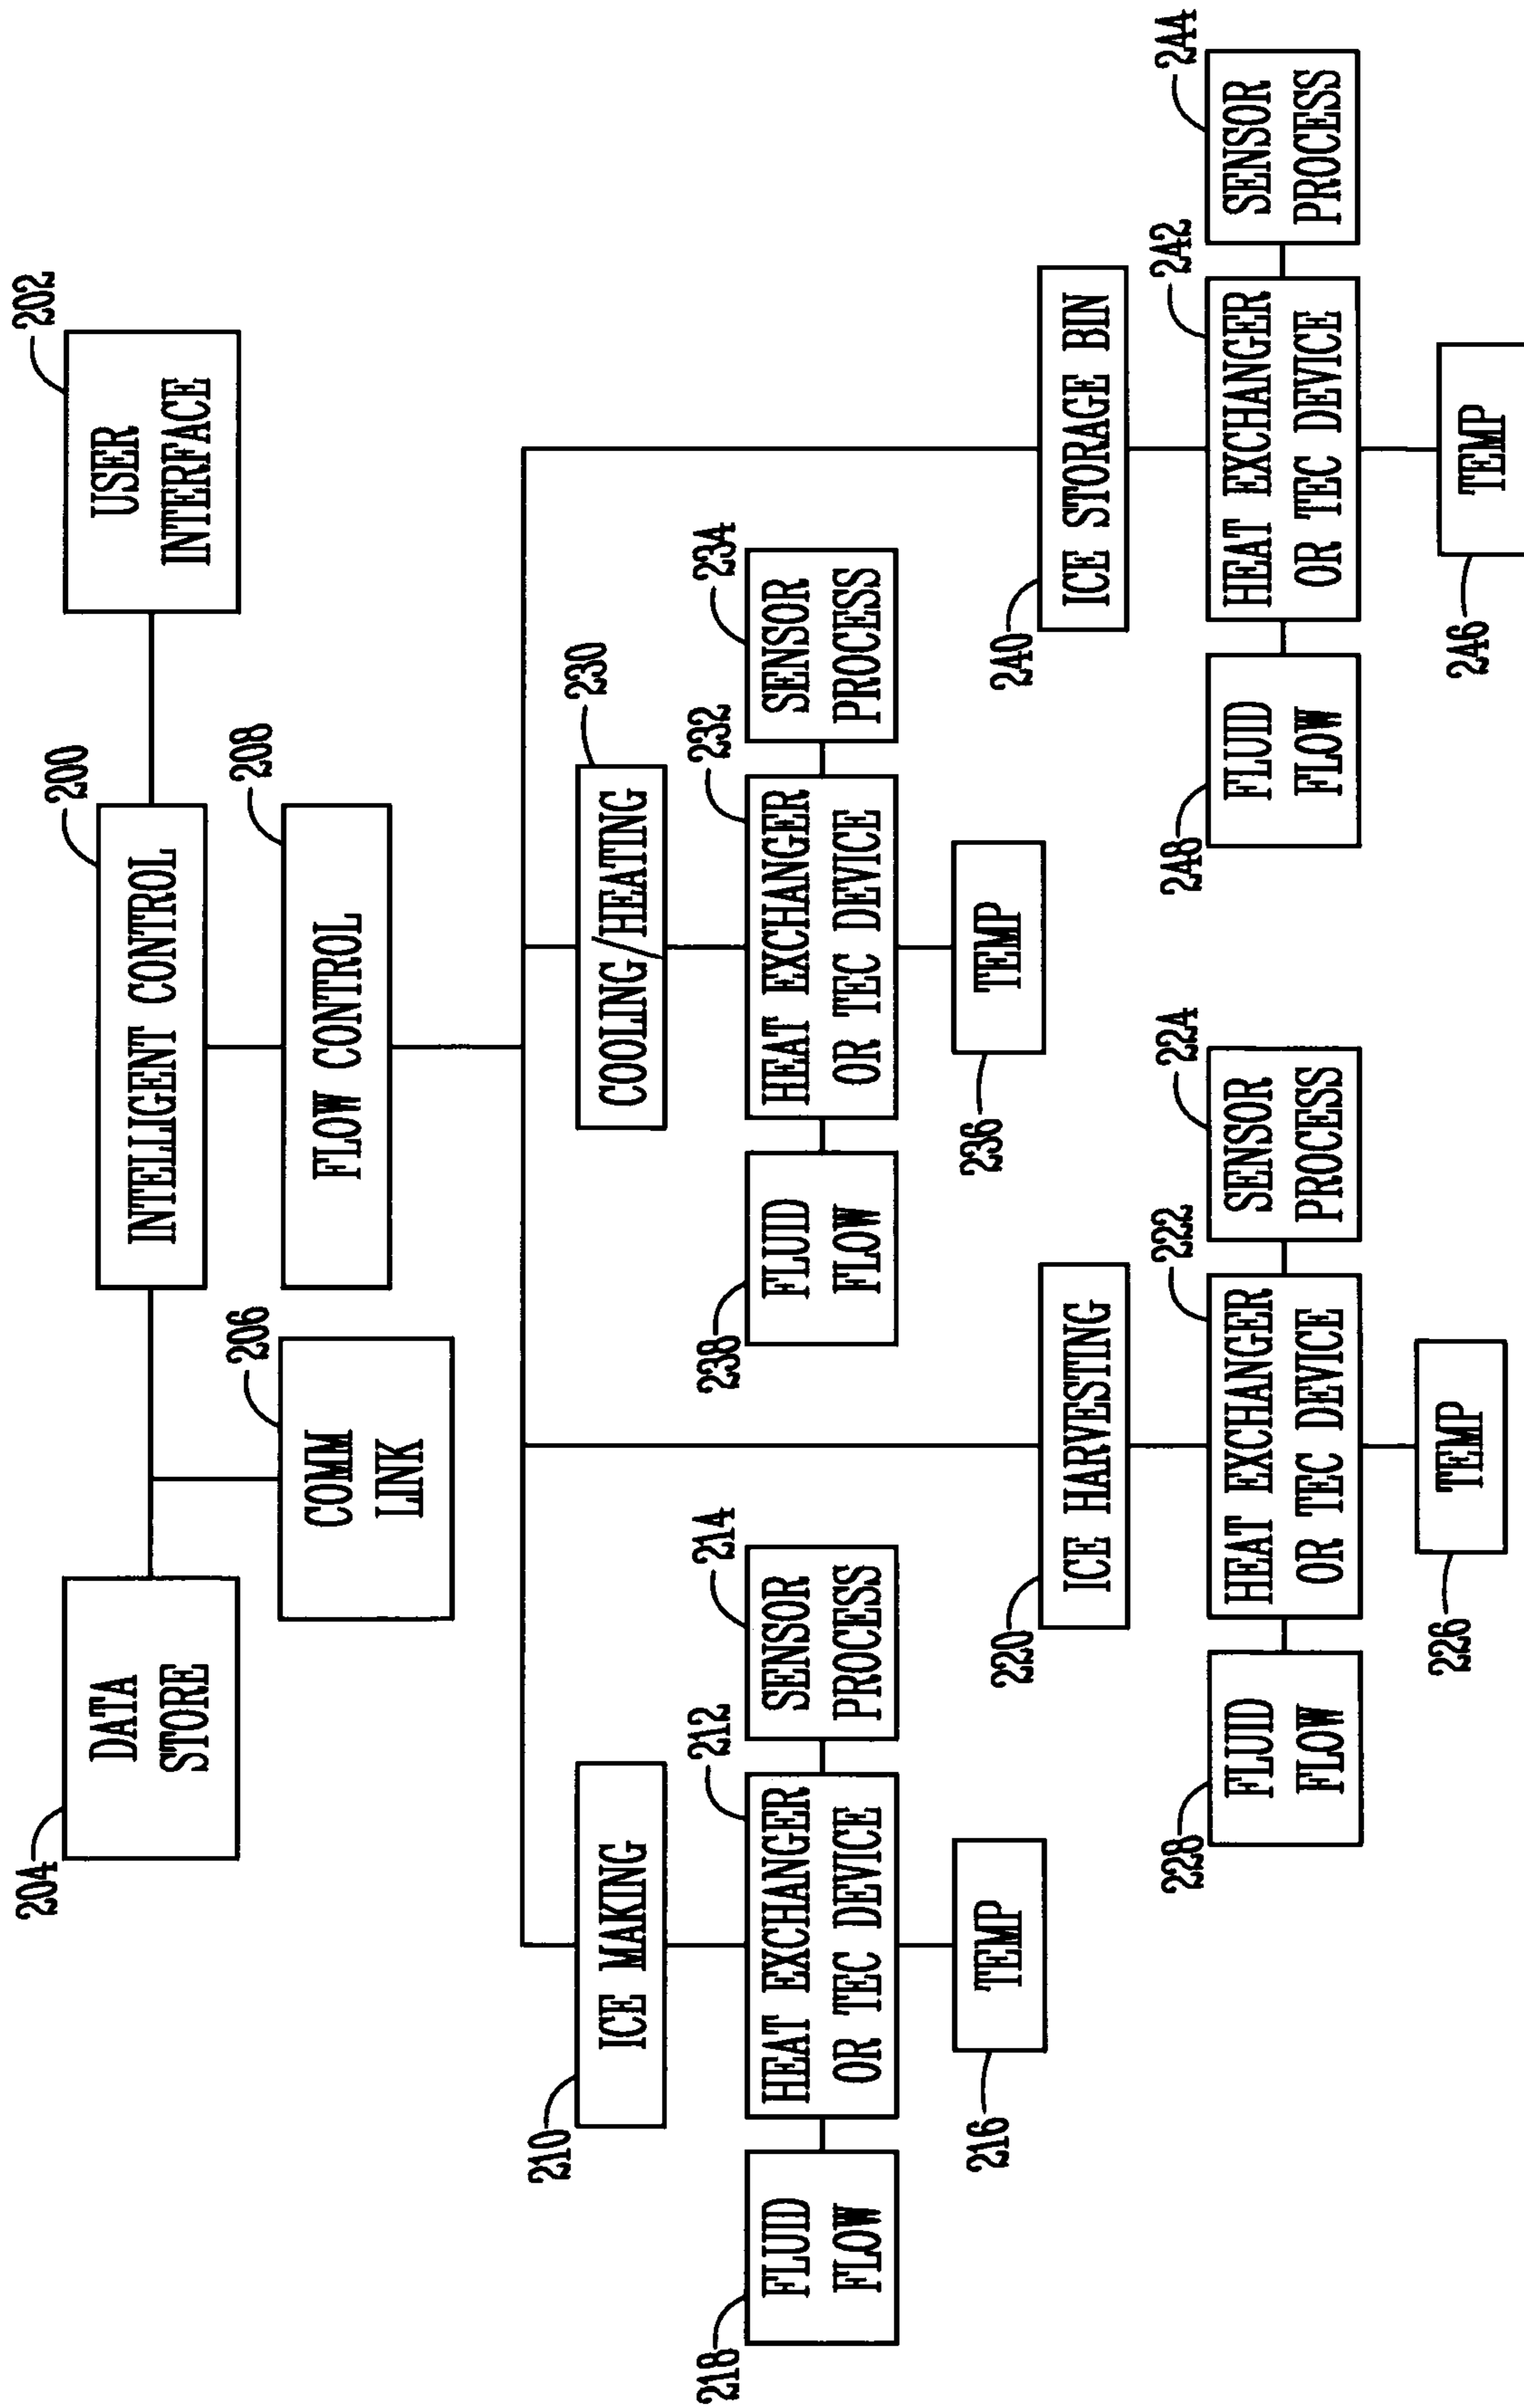 202
USER
INTERFACE
200
INTELLIGENT CONTROL
204
DATA
STORE
206
COMM
LINK
208
FLOW CONTROL
210
ICE MAKING
212
HEAT EXCHANGER
OR TEC DEVICE
214
SENSOR
PROCESS
216
TEMP
218
FLUID
FLOW
220
ICE HARVESTING
222
HEAT EXCHANGER
OR TEC DEVICE
224
SENSOR
PROCESS
226
TEMP
228
FLUID
FLOW
230
COOLING/HEATING
232
HEAT EXCHANGER
OR TEC DEVICE
234
SENSOR
PROCESS
236
TEMP
238
FLUID
FLOW
240
ICE STORAGE BIN
242
HEAT EXCHANGER
OR TEC DEVICE
244
SENSOR
PROCESS
246
TEMP
248
FLUID
FLOW